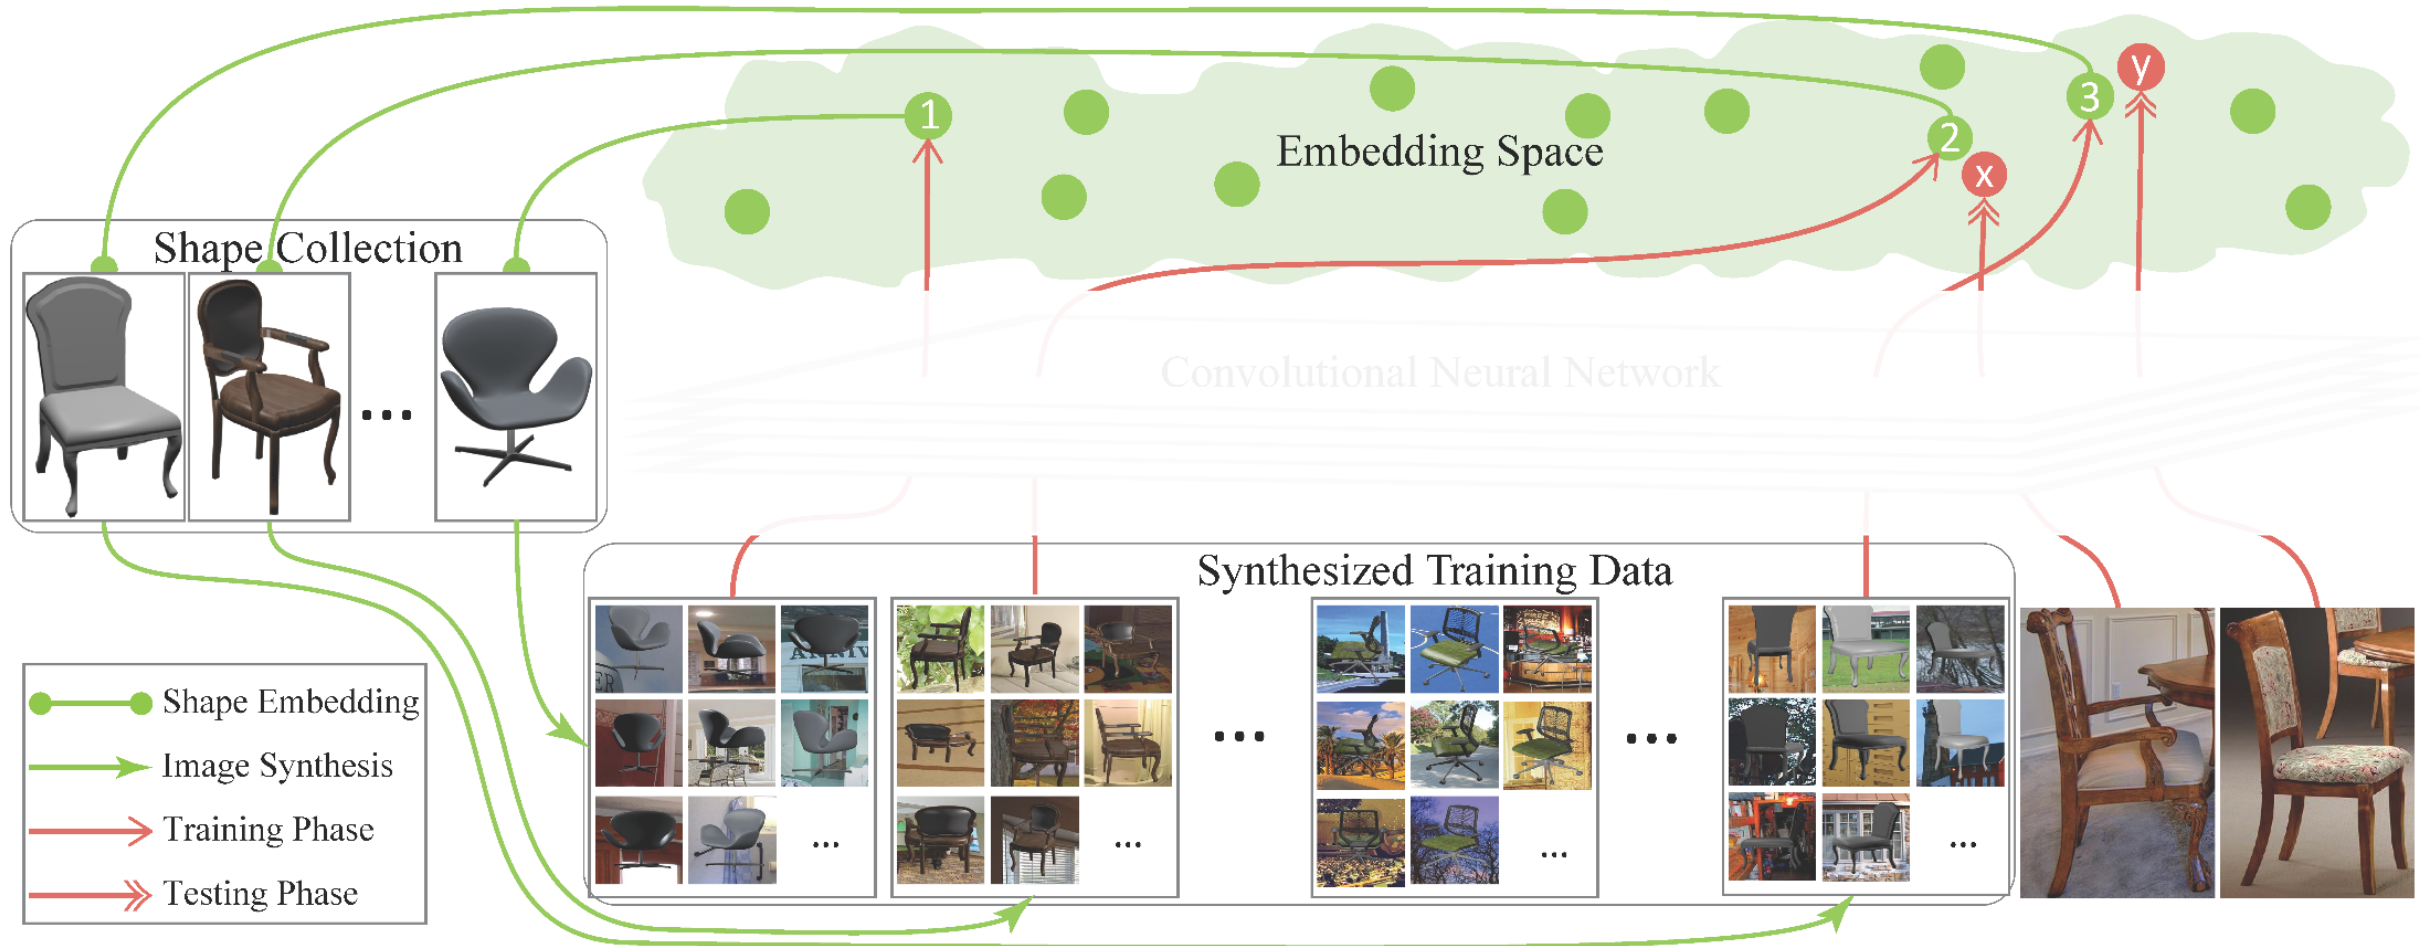 1
2
3
y
x
Embedding Space
Shape Collection
...
Convolutional Neural Network
Synthesized Training Data
ANNIV
...
...
...
...
...
...
Shape Embedding
Image Synthesis
Training Phase
Testing Phase